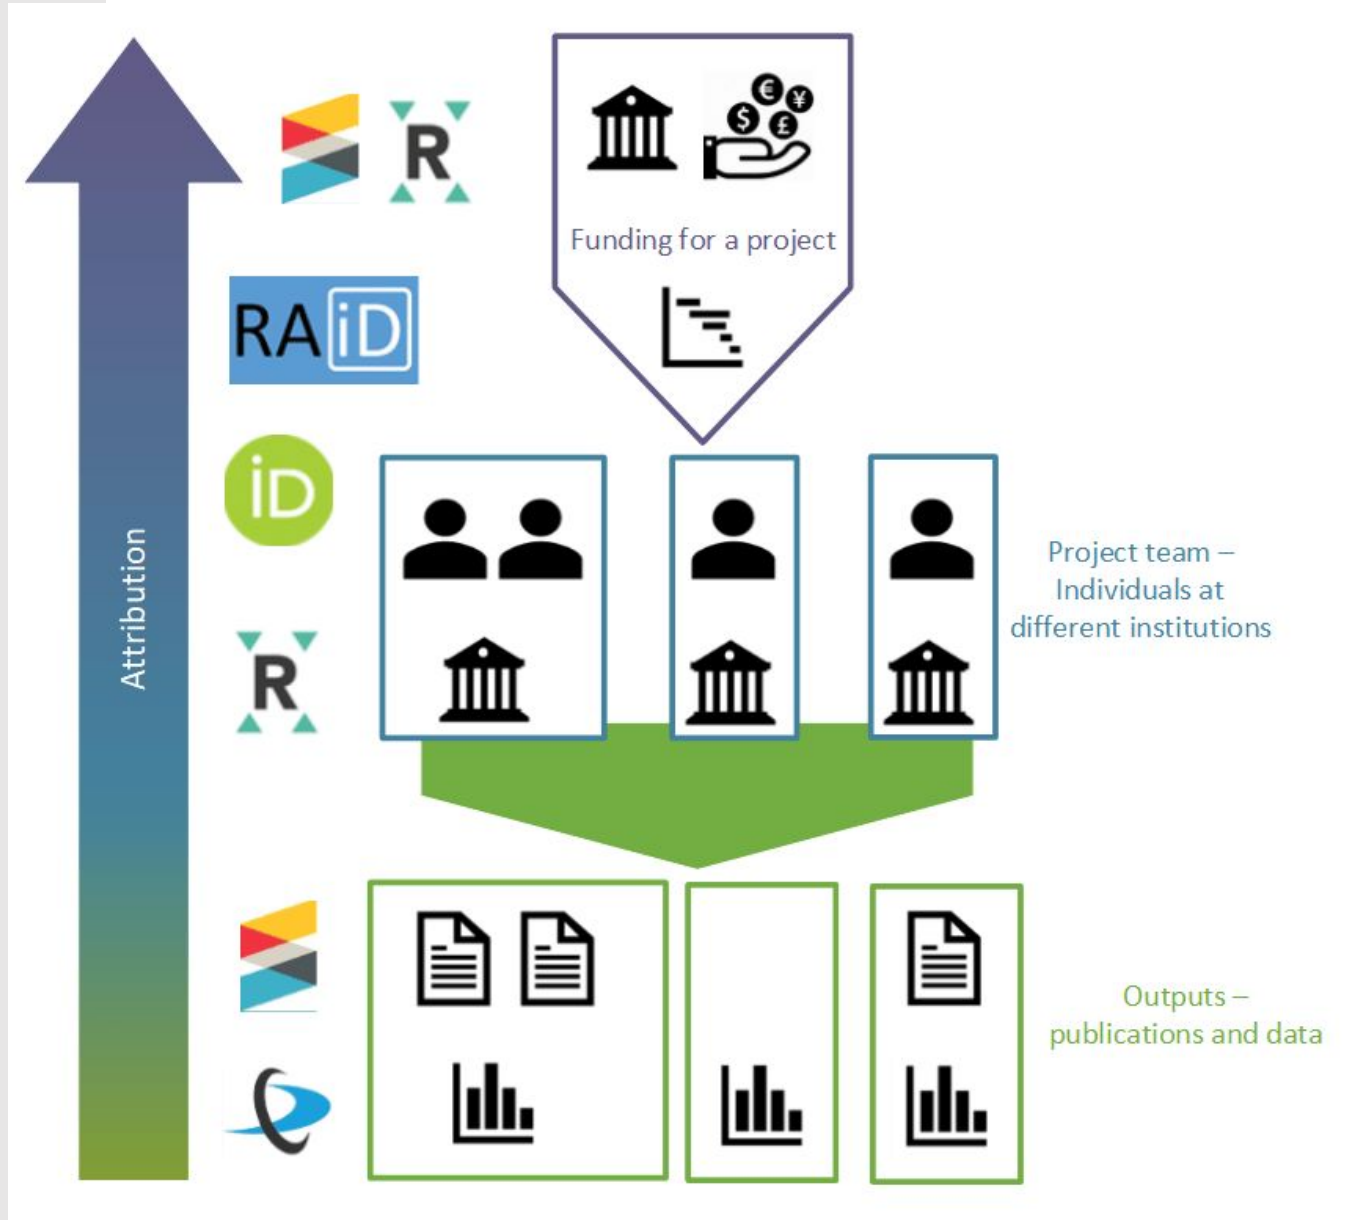 €
¥
$
£
R
Funding for a project
RAiD
iD
Attribution
Project team –
Individuals at
different institutions
R
Outputs –
publications and data